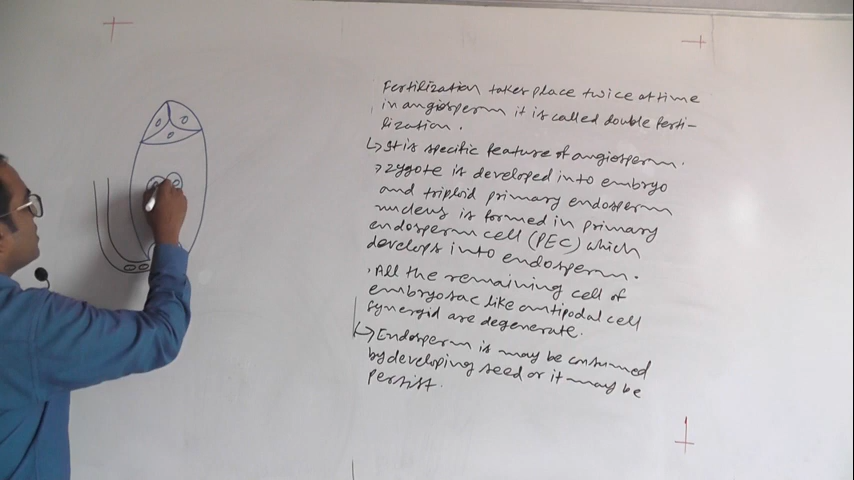 Fertilization takes place twice at time
in angiosperm it is called double ferti-
lization.
↳ It is specific feature of angiosperm.
→ zygote is developed into embryo
and triploid primary endosperm
nucleus is formed in primary
endosperm cell (PEC) which
develops into endosperm.
. All the remaining cell of
embryosac like antipodal cell
synergid are degenerate.
↳ Endosperm is may be consumed
by developing seed or it may be
persist.